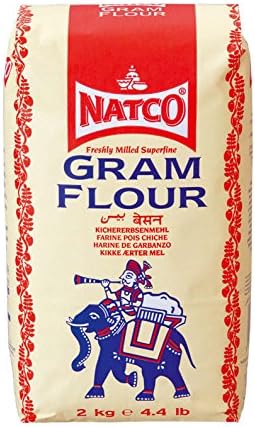 GRAM
FLOUR
NATCO®
Freshly Milled Superfine
GRAM
FLOUR
بیسن बेसन
KICHERERBSENMEHL
FARINE POIS CHICHE
HARINE DE GARBANZO
KIKKE ÆRTER MEL
2 kg e 4.4 lb